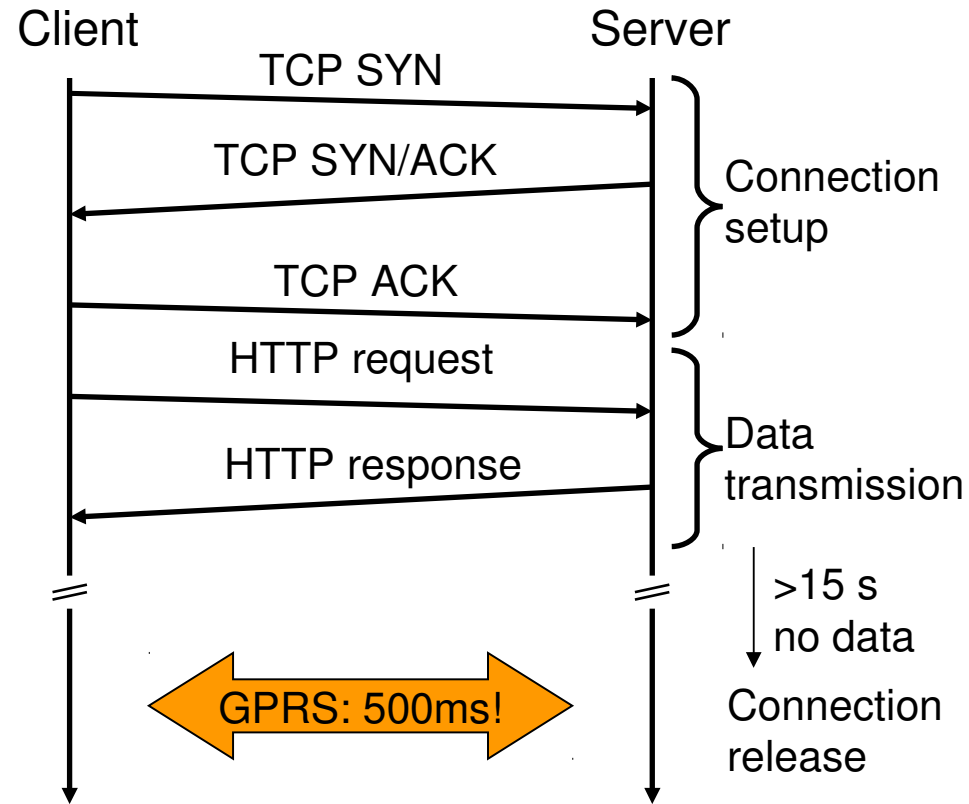 Client
Server
TCP SYN
TCP SYN/ACK
Connection
setup
TCP ACK
HTTP request
HTTP response
Data
transmission
>15 s
no data
GPRS: 500ms!
Connection
release